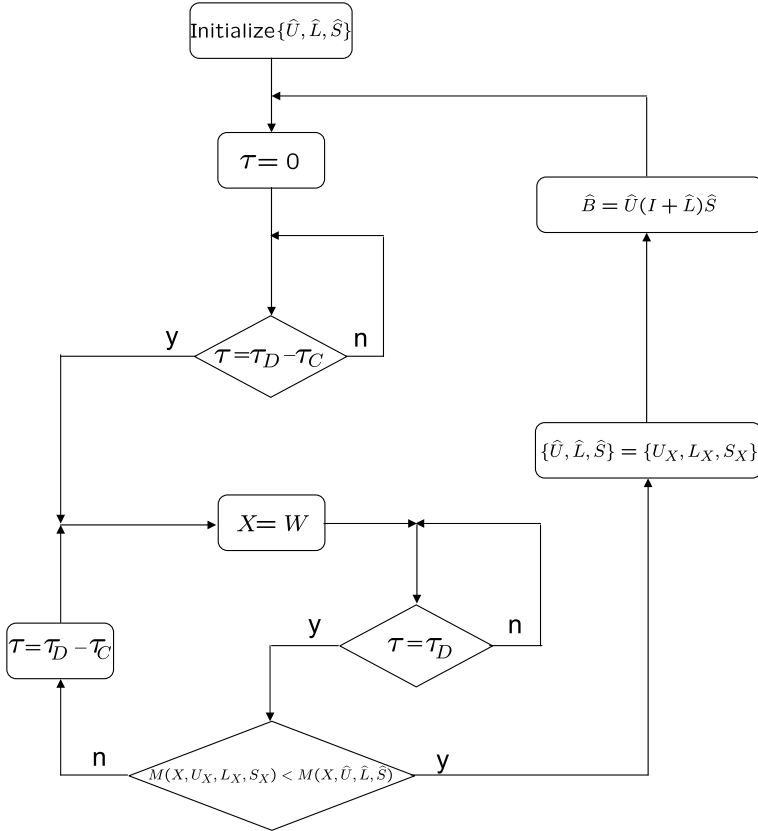 Initialize{Û, L̂, Ŝ}
τ = 0
B̂ = Û(I + L̂)Ŝ
y
n
τ = τ_D − τ_C
{Û, L̂, Ŝ} = {U_X, L_X, S_X}
X = W
τ = τ_D − τ_C
y
n
τ = τ_D
n
y
M(X, U_X, L_X, S_X) < M(X, Û, L̂, Ŝ)